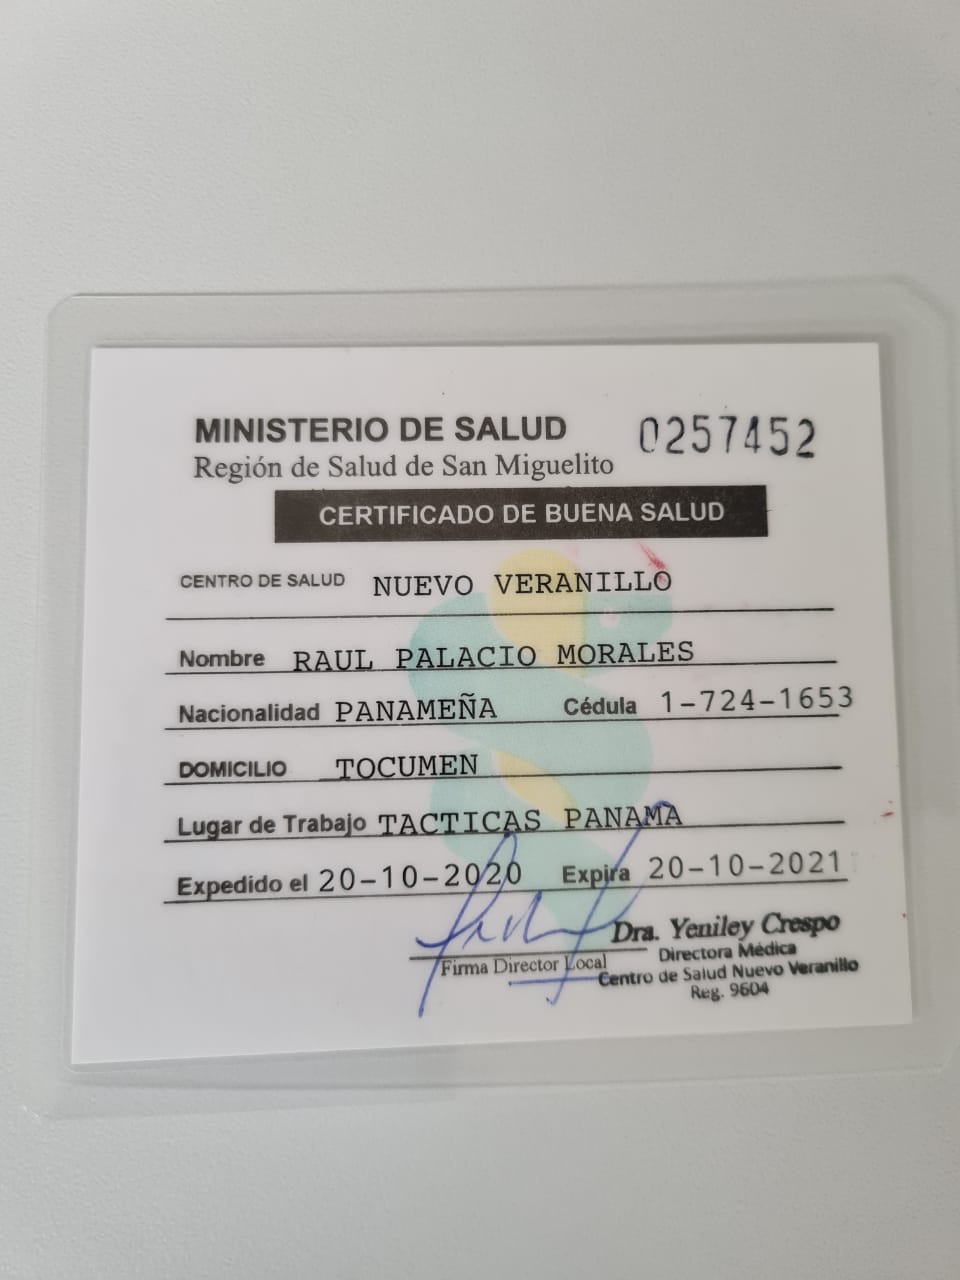 MINISTERIO DE SALUD 0257452
Región de Salud de San Miguelito
CERTIFICADO DE BUENA SALUD
CENTRO DE SALUD NUEVO VERANILLO
Nombre RAUL PALACIO MORALES
Nacionalidad PANAMEÑA Cédula 1-724-1653
DOMICILIO TOCUMEN
Lugar de Trabajo TACTICAS PANAMA
Expedido el 20-10-2020 Expira 20-10-2021
Dra. Yeniley Crespo
Firma Director Local Directora Médica
Centro de Salud Nuevo Veranillo
Reg. 9604